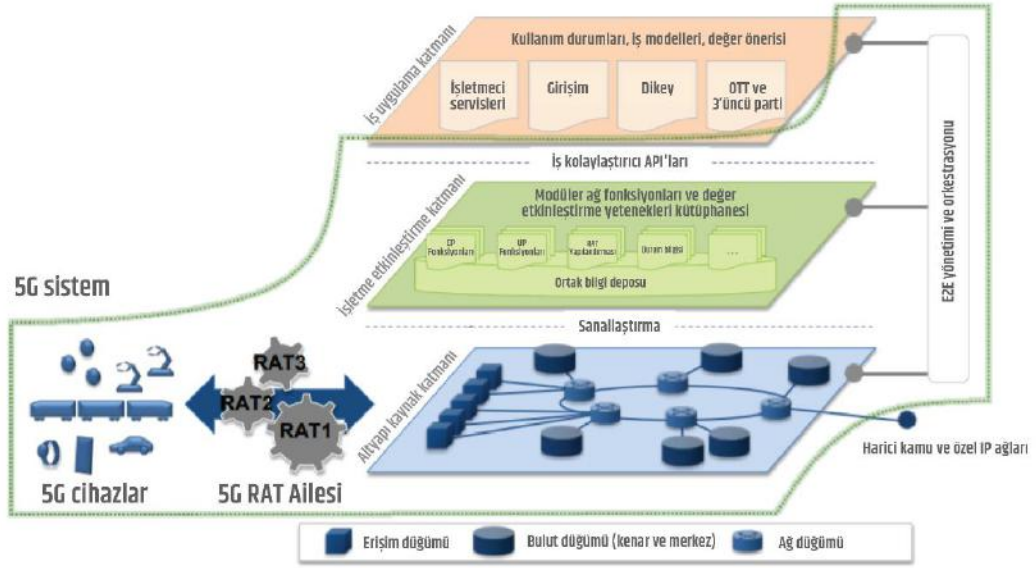 İş uygulama katmanı
Kullanım durumları, iş modelleri, değer önerisi
İşletmeci
servisleri
Girişim
Dikey
OTT ve
3'üncü parti
İş kolaylaştırıcı API'ları
İşletme etkinleştirme katmanı
Modüler ağ fonksiyonları ve değer
etkinleştirme yetenekleri kütüphanesi
CP
Fonksiyonları
UP
Fonksiyonları
RAT
Yapılandırması
Durum bilgisi
...
Ortak bilgi deposu
E2E yönetimi ve orkestrasyonu
5G sistem
Sanallaştırma
Altyapı kaynak katmanı
RAT3
RAT2
RAT1
5G cihazlar
5G RAT Ailesi
Harici kamu ve özel IP ağları
Erişim düğümü
Bulut düğümü (kenar ve merkez)
Ağ düğümü